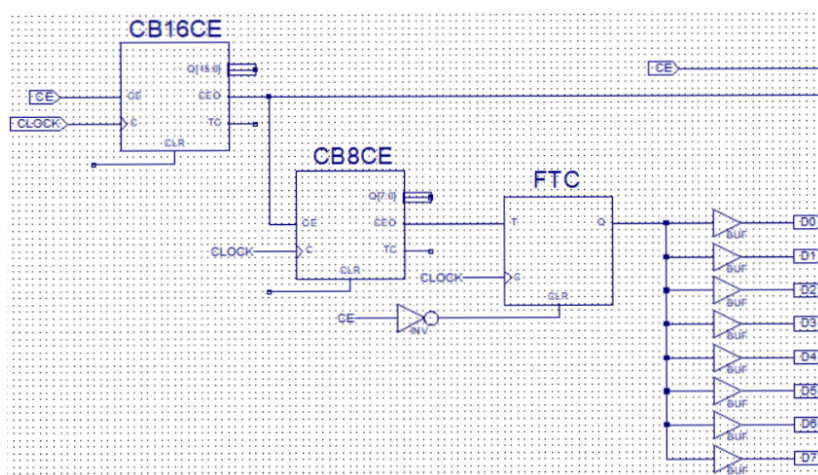 CB16CE
Q[15:0]
CE
CE
CEO
CE
CLOCK
C
TC
CLR
CB8CE
FTC
Q[7:0]
CE
CEO
T
Q
BUF
D0
CLOCK
C
TC
BUF
D1
CLR
CLOCK
C
BUF
D2
CLR
CE
INV
BUF
D3
BUF
D4
BUF
D5
BUF
D6
BUF
D7